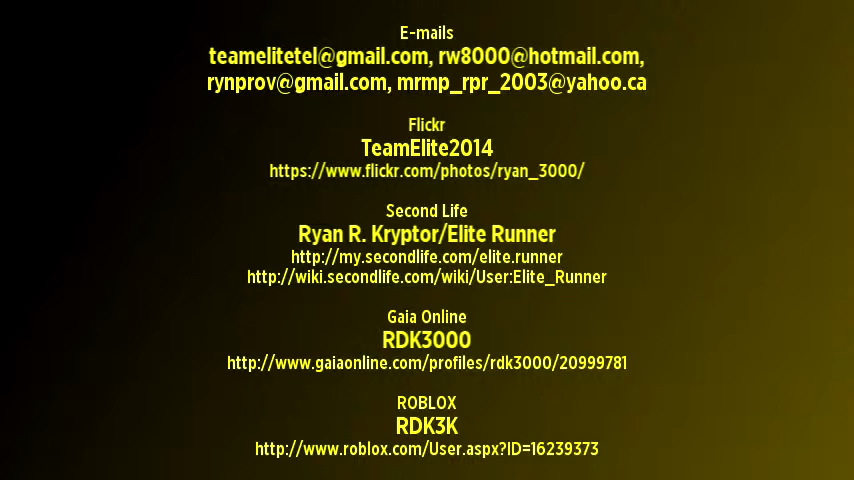 E-mails
teamelitetel@gmail.com, rw8000@hotmail.com,
rynprov@gmail.com, mrmp_rpr_2003@yahoo.ca
Flickr
TeamElite2014
https://www.flickr.com/photos/ryan_3000/
Second Life
Ryan R. Kryptor/Elite Runner
http://my.secondlife.com/elite.runner
http://wiki.secondlife.com/wiki/User:Elite_Runner
Gaia Online
RDK3000
http://www.gaiaonline.com/profiles/rdk3000/20999781
ROBLOX
RDK3K
http://www.roblox.com/User.aspx?ID=16239373